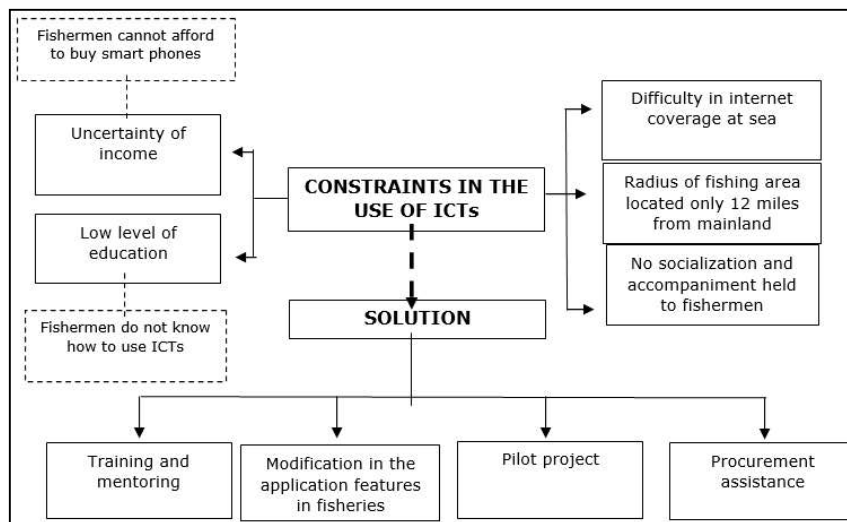 Fishermen cannot afford
to buy smart phones
Uncertainty of
income
Low level of
education
Fishermen do not know
how to use ICTs
CONSTRAINTS IN THE
USE OF ICTs
SOLUTION
Difficulty in internet
coverage at sea
Radius of fishing area
located only 12 miles
from mainland
No socialization and
accompaniment held
to fishermen
Training and
mentoring
Modification in the
application features
in fisheries
Pilot project
Procurement
assistance